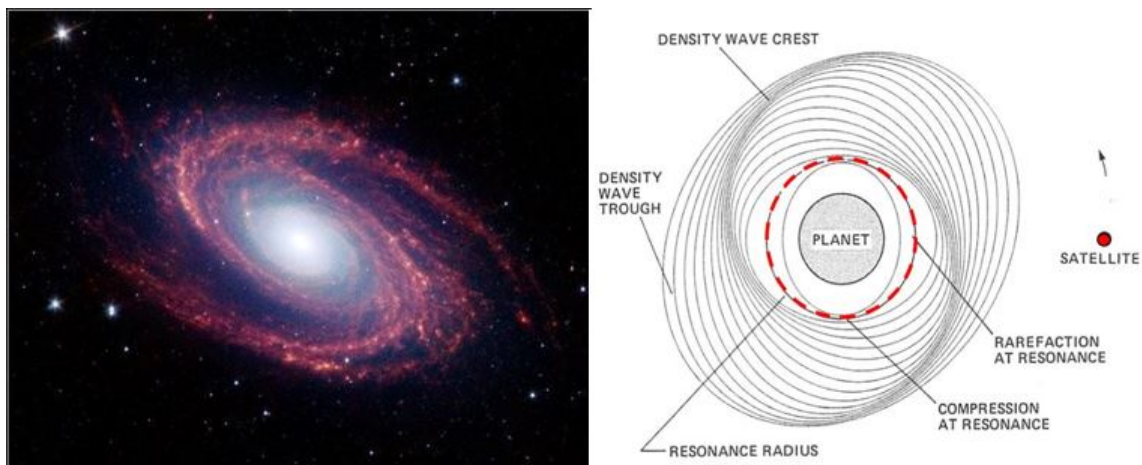 DENSITY WAVE CREST
DENSITY
WAVE
TROUGH
PLANET
SATELLITE
RAREFACTION
AT RESONANCE
COMPRESSION
AT RESONANCE
RESONANCE RADIUS